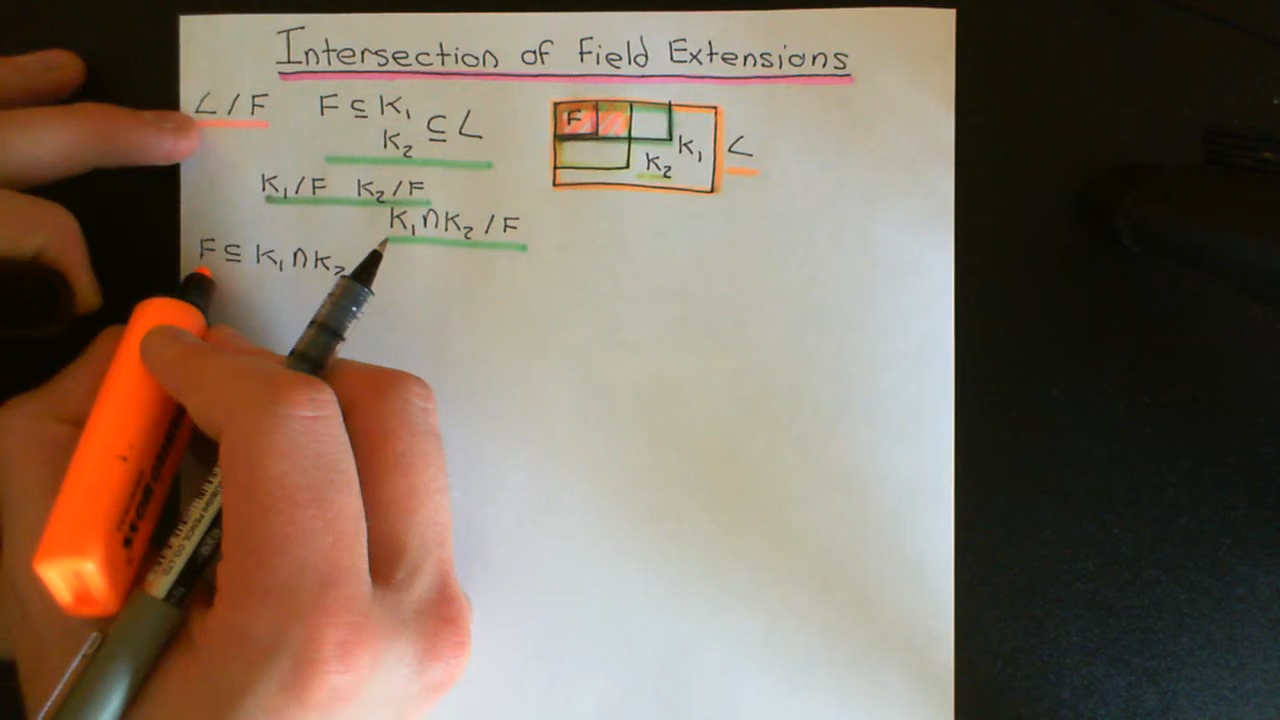 Intersection of Field Extensions
L / F F ⊆ K₁
K₂ ⊆ L
K₁/F K₂/F
K₁∩K₂ / F
F ⊆ K₁∩K₂
F
K₁
K₂
L